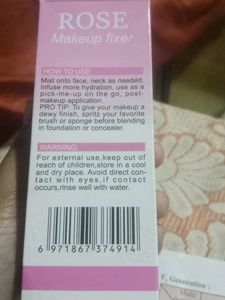 ROSE
Makeup fixer
HOW TO USE:
Mist onto face, neck as needed.
Infuse more hydration, use as a
pick-me-up on the go, post-
makeup application.
PRO TIP: To give your makeup a
dewy finish, spritz your favorite
brush or sponge before blending
in foundation or concealer.
WARNING:
For external use,keep out of
reach of children,store in a cool
and dry place. Avoid direct con-
tact with eyes,if contact
occurs,rinse well with water.
6 971867 374914
F, Generation :
Male